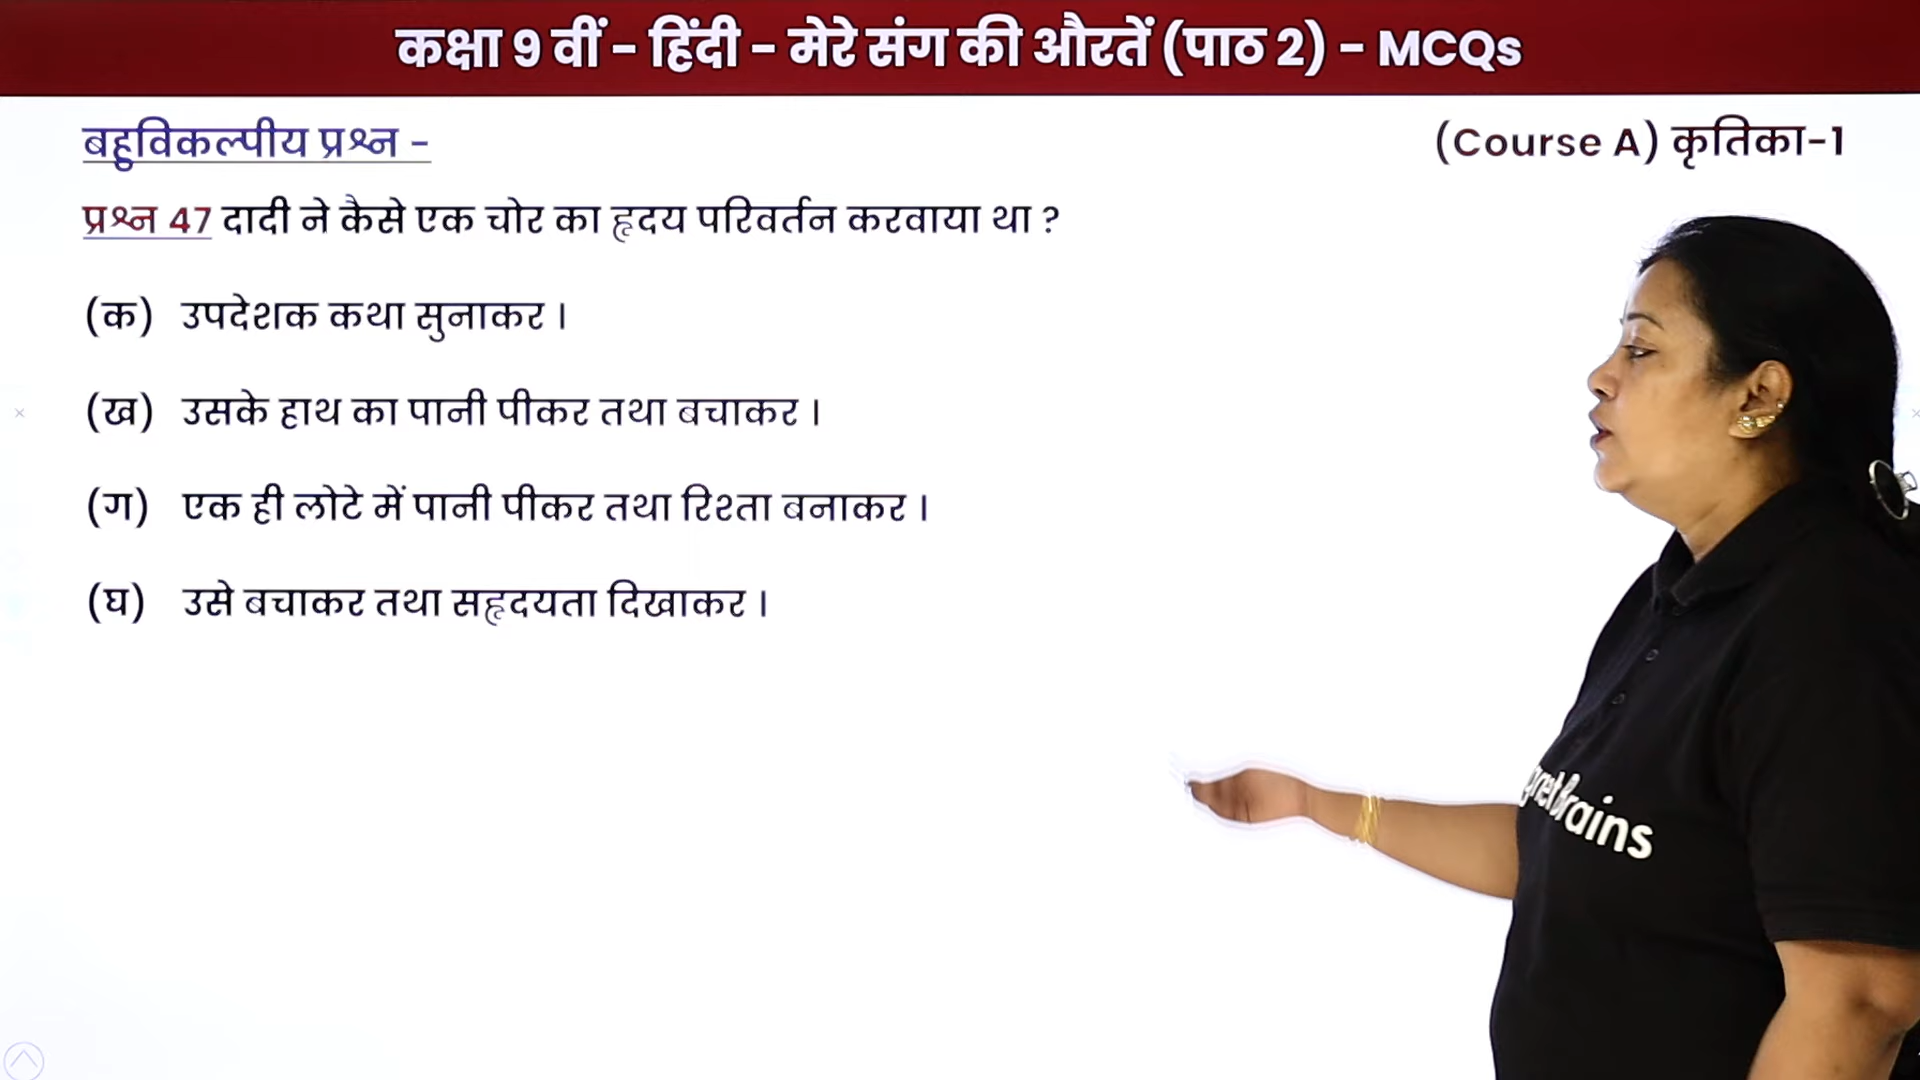 कक्षा 9 वीं - हिंदी - मेरे संग की औरतें (पाठ 2) - MCQs
बहुविकल्पीय प्रश्न -
(Course A) कृतिका-1
प्रश्न 47 दादी ने कैसे एक चोर का हृदय परिवर्तन करवाया था ?
(क) उपदेशक कथा सुनाकर ।
(ख) उसके हाथ का पानी पीकर तथा बचाकर ।
(ग) एक ही लोटे में पानी पीकर तथा रिश्ता बनाकर ।
(घ) उसे बचाकर तथा सहृदयता दिखाकर ।